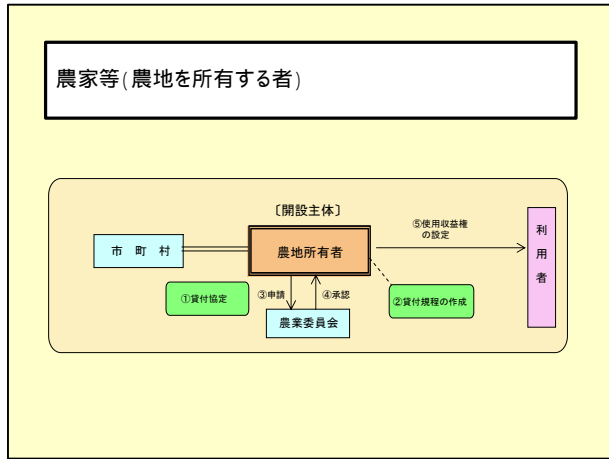 農家等(農地を所有する者)
〔開設主体〕
市町村
農地所有者
⑤使用収益権
の設定
利用者
①貸付協定
③申請
④承認
②貸付規程の作成
農業委員会